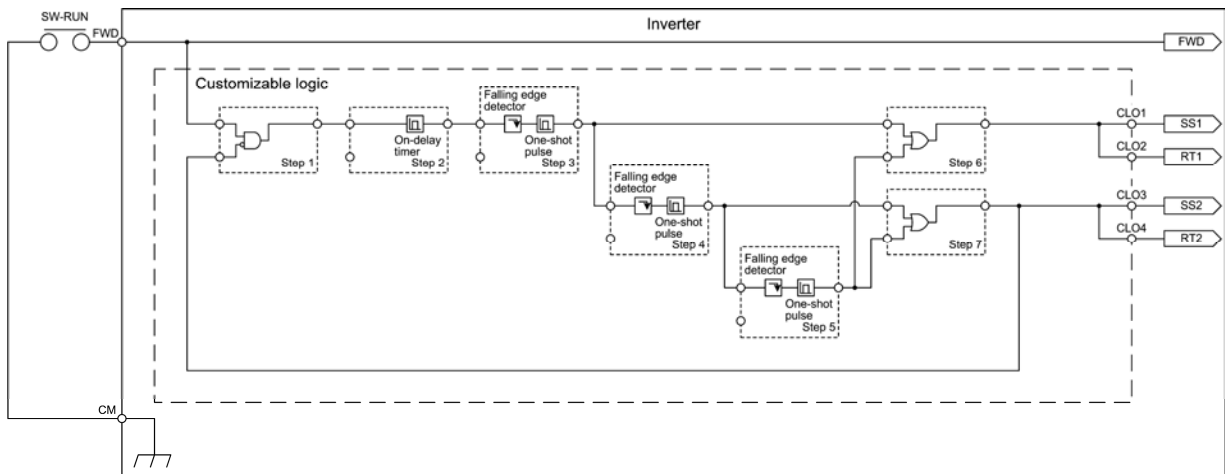 SW-RUN
FWD
Inverter
FWD
Customizable logic
Step 1
On-delay
timer
Step 2
Falling edge
detector
One-shot
pulse
Step 3
Falling edge
detector
One-shot
pulse
Step 4
Falling edge
detector
One-shot
pulse
Step 5
Step 6
Step 7
CLO1
SS1
CLO2
RT1
CLO3
SS2
CLO4
RT2
CM